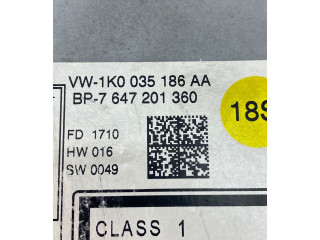 VW-1K0 035 186 AA
BP-7 647 201 360
18S
FD 1710
HW 016
SW 0049
CLASS 1